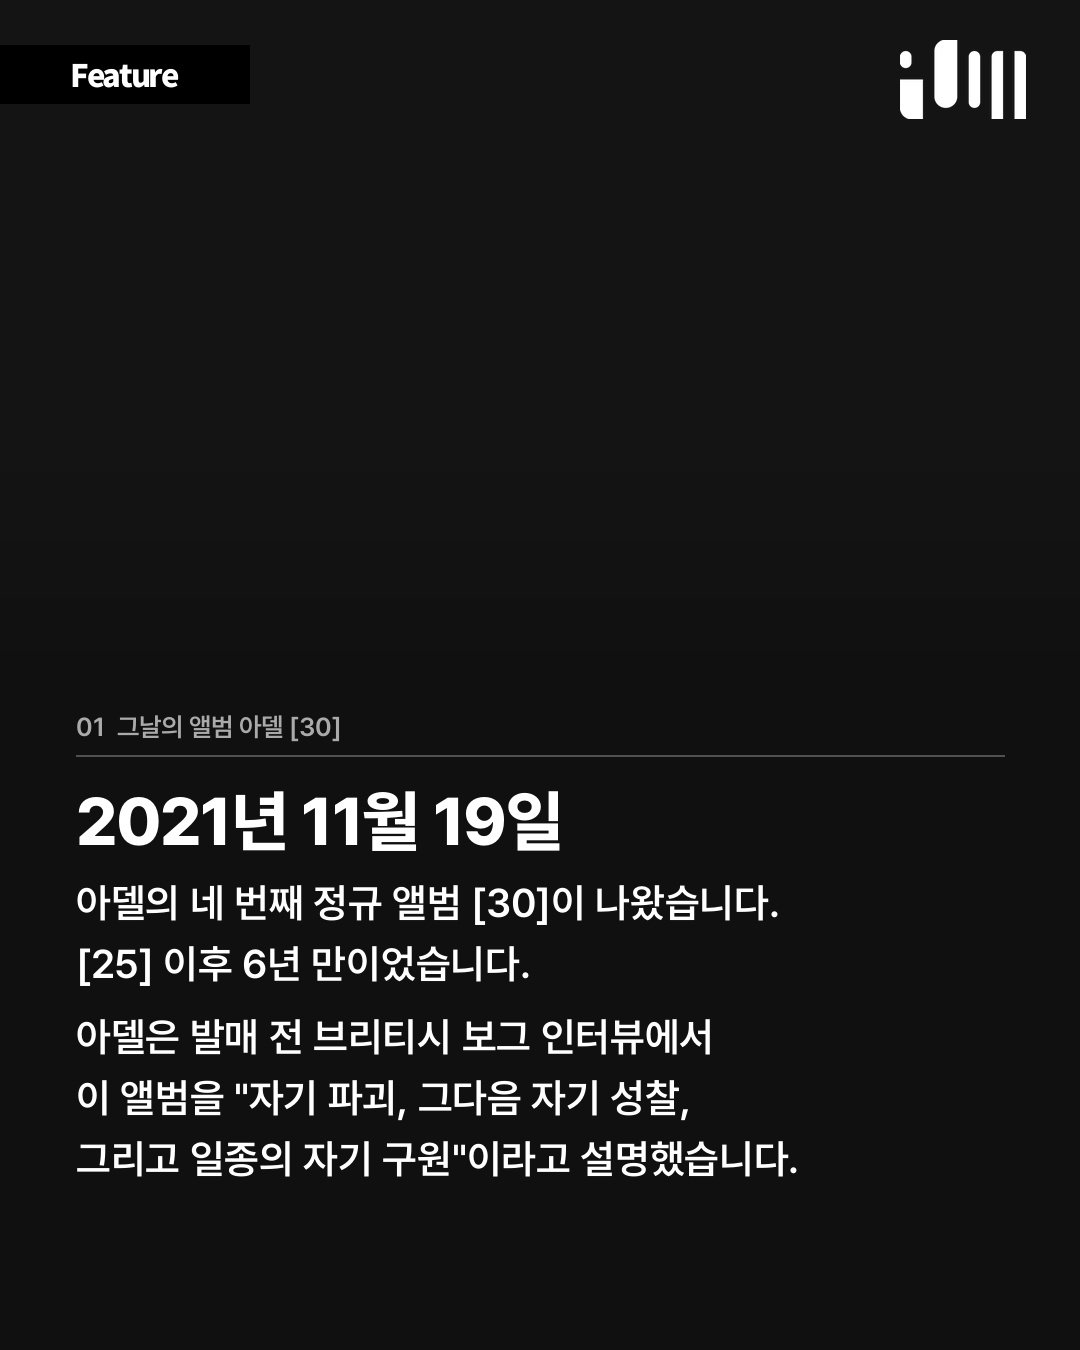 Feature
01 그날의 앨범 아델 [30]
2021년 11월 19일
아델의 네 번째 정규 앨범 [30]이 나왔습니다.
[25] 이후 6년 만이었습니다.
아델은 발매 전 브리티시 보그 인터뷰에서
이 앨범을 "자기 파괴, 그다음 자기 성찰,
그리고 일종의 자기 구원"이라고 설명했습니다.